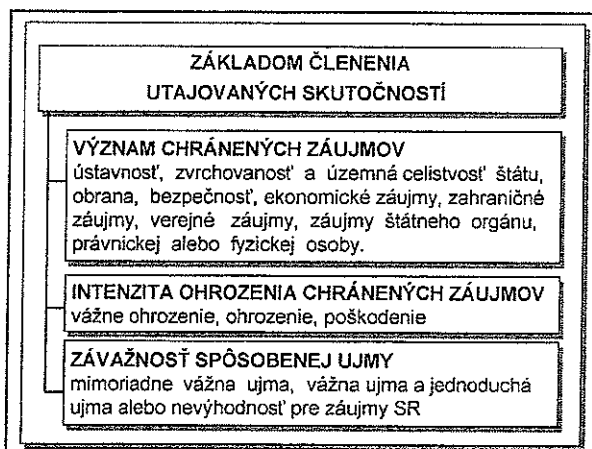 ZÁKLADOM ČLENENIA
UTAJOVANÝCH SKUTOČNOSTÍ
VÝZNAM CHRÁNENÝCH ZÁUJMOV
ústavnosť, zvrchovanosť a územná celistvosť štátu,
obrana, bezpečnosť, ekonomické záujmy, zahraničné
záujmy, verejné záujmy, záujmy štátneho orgánu,
právnickej alebo fyzickej osoby.
INTENZITA OHROZENIA CHRÁNENÝCH ZÁUJMOV
vážne ohrozenie, ohrozenie, poškodenie
ZÁVAŽNOSŤ SPÔSOBENEJ UJMY
mimoriadne vážna ujma, vážna ujma a jednoduchá
ujma alebo nevýhodnosť pre záujmy SR